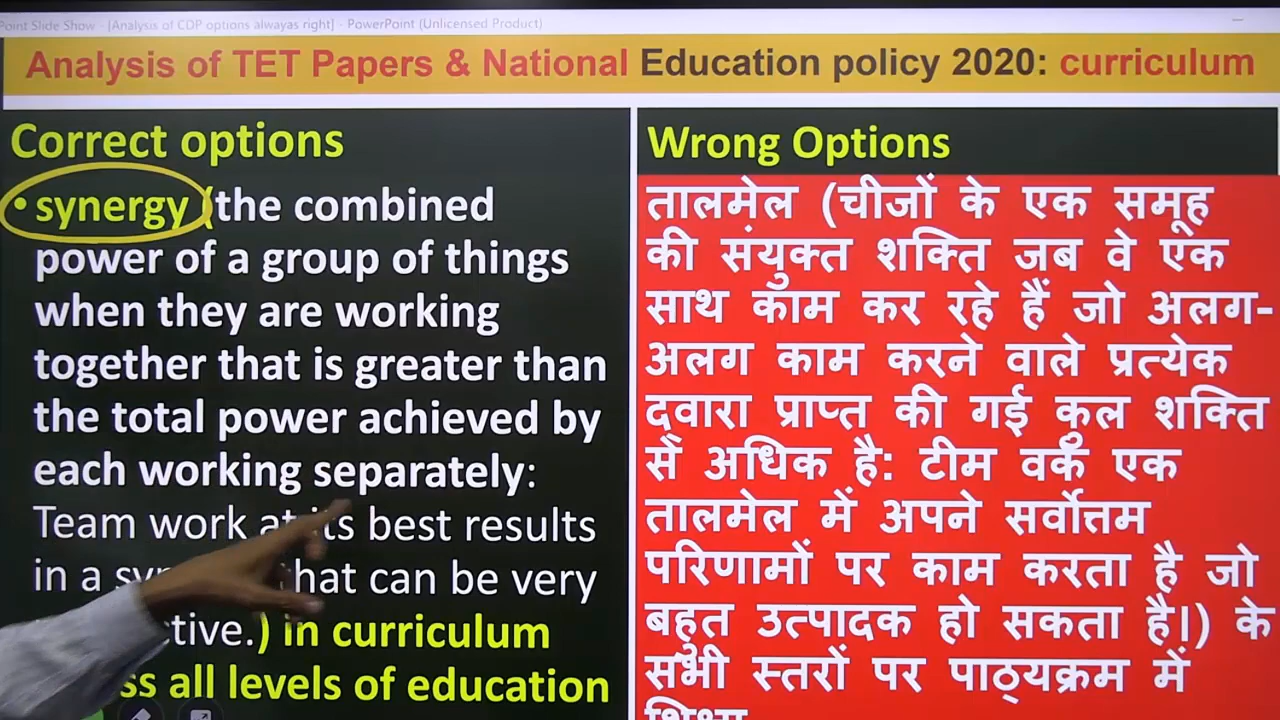 Point Slide Show - [Analysis of CDP options alwayas right] - PowerPoint (Unlicensed Product)
Analysis of TET Papers & National Education policy 2020: curriculum
Correct options
• synergy (the combined
power of a group of things
when they are working
together that is greater than
the total power achieved by
each working separately:
Team work at its best results
in a that can be very
) in curriculum
all levels of education
Wrong Options
तालमेल (चीजों के एक समूह
की संयुक्त शक्ति जब वे एक
साथ काम कर रहे हैं जो अलग-
अलग काम करने वाले प्रत्येक
द्वारा प्राप्त की गई कुल शक्ति
से अधिक है: टीम वर्क एक
तालमेल में अपने सर्वोत्तम
परिणामों पर काम करता है जो
बहुत उत्पादक हो सकता है।) के
सभी स्तरों पर पाठ्यक्रम में